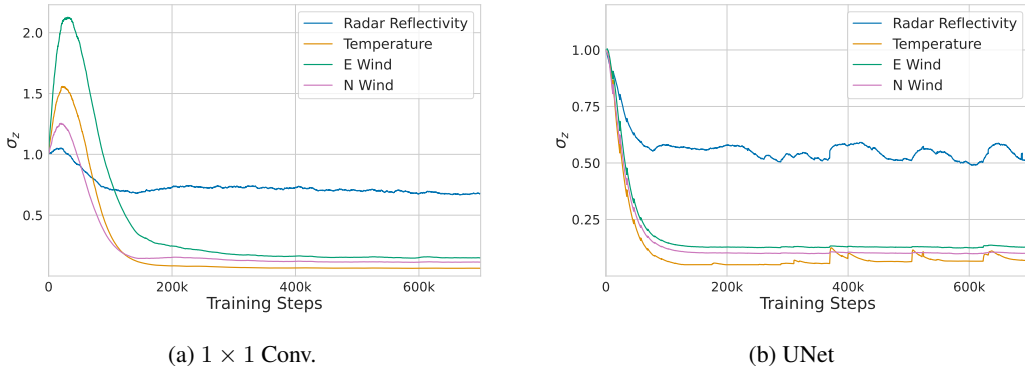 2.0
1.5
1.0
0.5
σz
0
200k
400k
600k
Training Steps
Radar Reflectivity
Temperature
E Wind
N Wind
(a) 1 × 1 Conv.
1.00
0.75
0.50
0.25
σz
0
200k
400k
600k
Training Steps
Radar Reflectivity
Temperature
E Wind
N Wind
(b) UNet